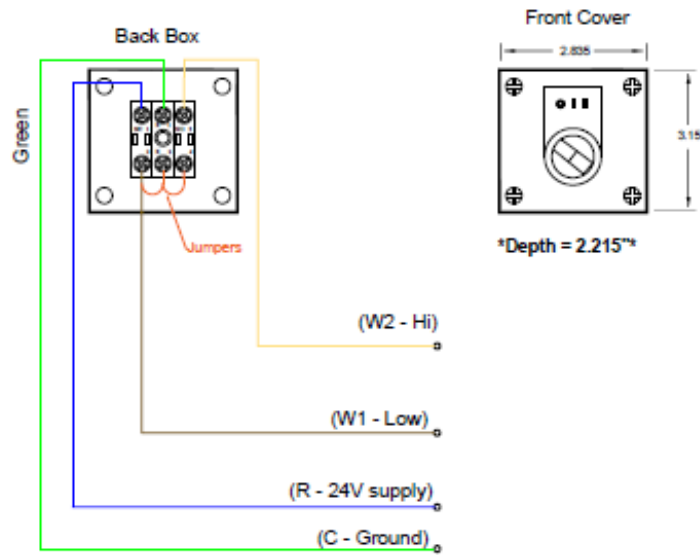 Front Cover
Back Box
2.835
Green
3.15
Jumpers
*Depth = 2.215"*
(W2 - Hi)
(W1 - Low)
(R - 24V supply)
(C - Ground)